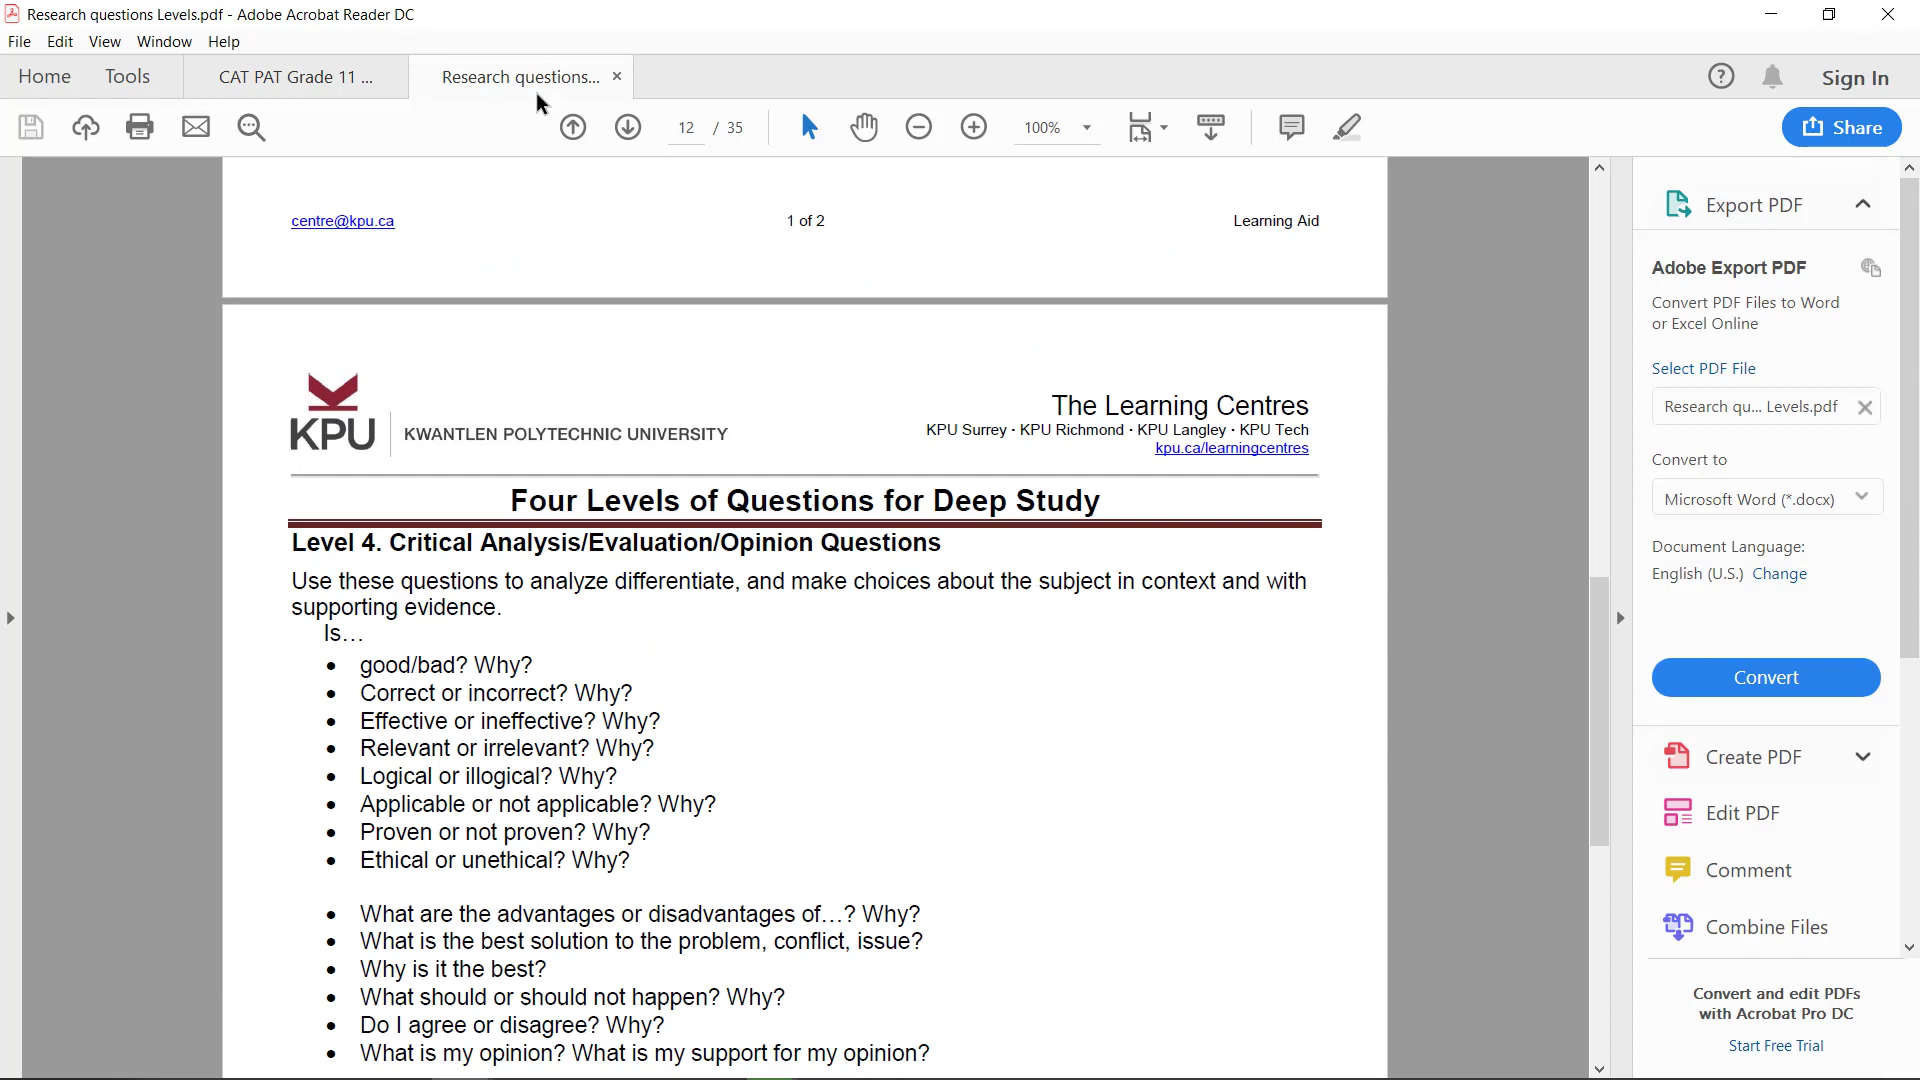 Research questions Levels.pdf - Adobe Acrobat Reader DC
File Edit View Window Help
Home Tools CAT PAT Grade 11 ... Research questions... × Sign In
12 / 35 100% Share
centre@kpu.ca 1 of 2 Learning Aid
KPU KWANTLEN POLYTECHNIC UNIVERSITY
The Learning Centres
KPU Surrey · KPU Richmond · KPU Langley · KPU Tech
kpu.ca/learningcentres
Four Levels of Questions for Deep Study
Level 4. Critical Analysis/Evaluation/Opinion Questions
Use these questions to analyze differentiate, and make choices about the subject in context and with
supporting evidence.
Is…
• good/bad? Why?
• Correct or incorrect? Why?
• Effective or ineffective? Why?
• Relevant or irrelevant? Why?
• Logical or illogical? Why?
• Applicable or not applicable? Why?
• Proven or not proven? Why?
• Ethical or unethical? Why?
• What are the advantages or disadvantages of…? Why?
• What is the best solution to the problem, conflict, issue?
• Why is it the best?
• What should or should not happen? Why?
• Do I agree or disagree? Why?
• What is my opinion? What is my support for my opinion?
Export PDF
Adobe Export PDF
Convert PDF Files to Word
or Excel Online
Select PDF File
Research qu... Levels.pdf
Convert to
Microsoft Word (*.docx)
Document Language:
English (U.S.) Change
Convert
Create PDF
Edit PDF
Comment
Combine Files
Convert and edit PDFs
with Acrobat Pro DC
Start Free Trial